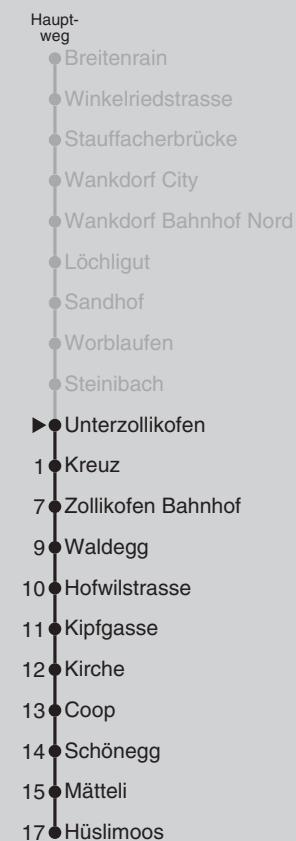 Haupt-
weg
Breitenrain
Winkelriedstrasse
Stauffacherbrücke
Wankdorf City
Wankdorf Bahnhof Nord
Löchligut
Sandhof
Worblaufen
Steinibach
Unterzollikofen
1 Kreuz
7 Zollikofen Bahnhof
9 Waldegg
10 Hofwilstrasse
11 Kipfgasse
12 Kirche
13 Coop
14 Schönegg
15 Mätteli
17 Hüslimoos